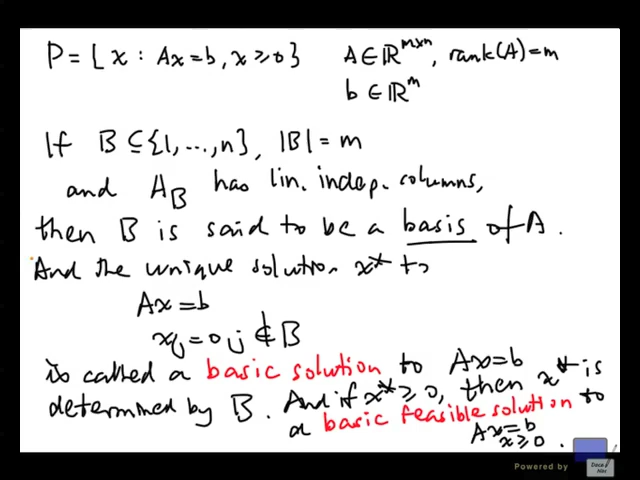 P = { x : Ax = b, x ≥ 0 }   A ∈ ℝ^{m×n}, rank(A) = m
b ∈ ℝ^m
If B ⊆ {1, ..., n}, |B| = m
and A_B has lin. indep. columns,
then B is said to be a basis of A.
And the unique solution x* to
Ax = b
x_j = 0 j ∉ B
is called a basic solution to Ax = b
determined by B. And if x* ≥ 0, then x* is
a basic feasible solution to
Ax = b
x ≥ 0.
Powered by